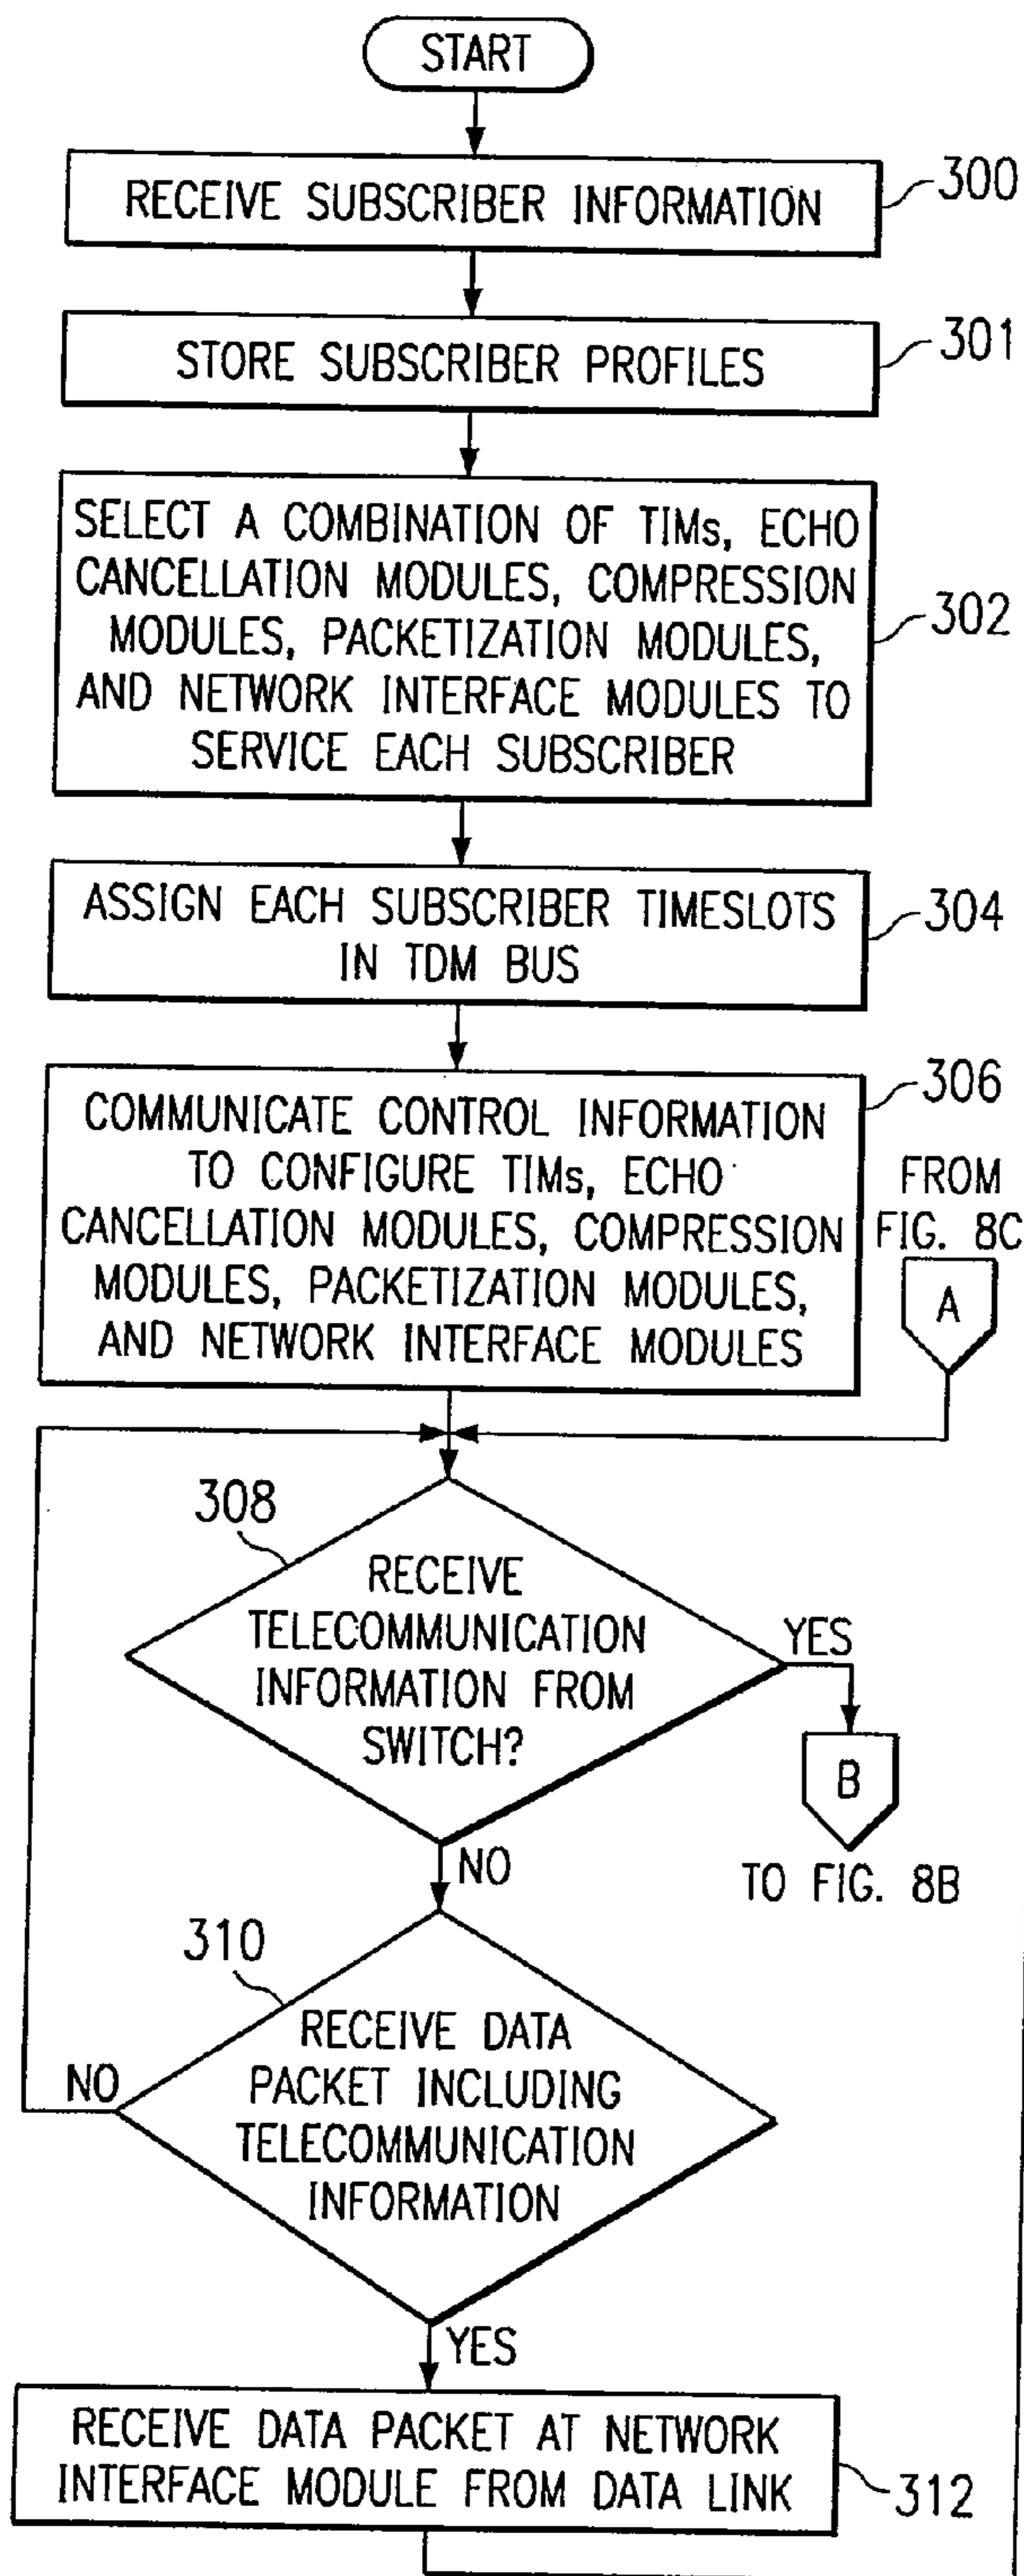 START
RECEIVE SUBSCRIBER INFORMATION
300
STORE SUBSCRIBER PROFILES
301
SELECT A COMBINATION OF TIMs, ECHO
CANCELLATION MODULES, COMPRESSION
MODULES, PACKETIZATION MODULES,
AND NETWORK INTERFACE MODULES TO
SERVICE EACH SUBSCRIBER
302
ASSIGN EACH SUBSCRIBER TIMESLOTS
IN TDM BUS
304
COMMUNICATE CONTROL INFORMATION
TO CONFIGURE TIMs, ECHO
CANCELLATION MODULES, COMPRESSION
MODULES, PACKETIZATION MODULES,
AND NETWORK INTERFACE MODULES
306
FROM
FIG. 8C
A
308
RECEIVE
TELECOMMUNICATION
INFORMATION FROM
SWITCH?
YES
B
TO FIG. 8B
NO
310
RECEIVE DATA
PACKET INCLUDING
TELECOMMUNICATION
INFORMATION
NO
YES
RECEIVE DATA PACKET AT NETWORK
INTERFACE MODULE FROM DATA LINK
312